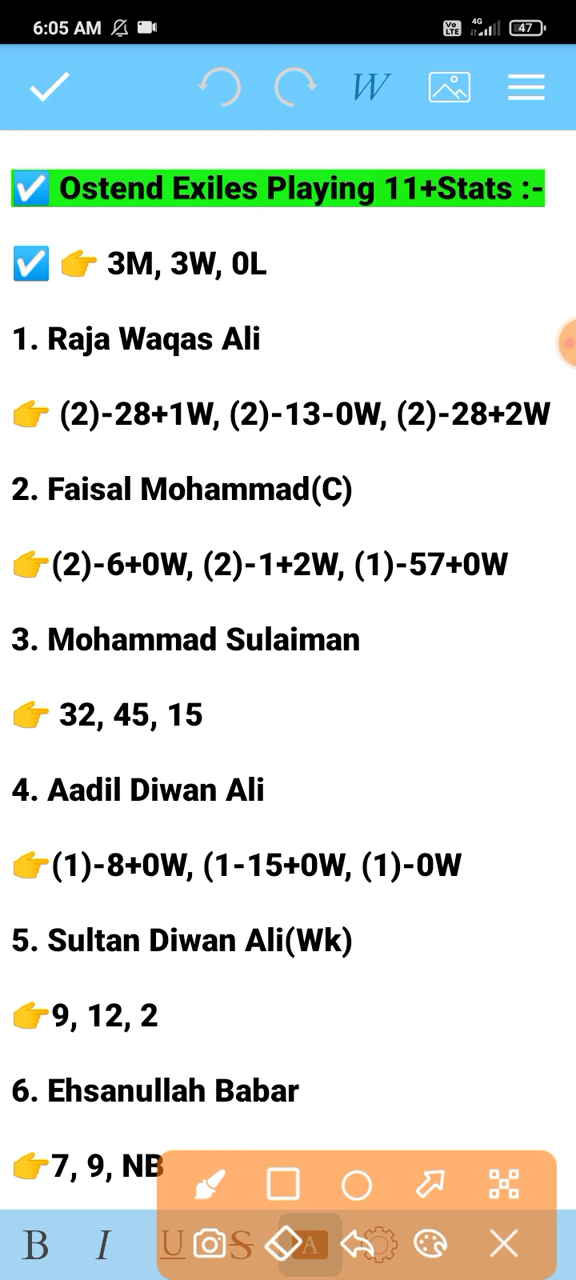 6:05 AM
Vo LTE 4G 47
W
✅ Ostend Exiles Playing 11+Stats :-
✅ 👉 3M, 3W, 0L
1. Raja Waqas Ali
👉 (2)-28+1W, (2)-13-0W, (2)-28+2W
2. Faisal Mohammad(C)
👉(2)-6+0W, (2)-1+2W, (1)-57+0W
3. Mohammad Sulaiman
👉 32, 45, 15
4. Aadil Diwan Ali
👉(1)-8+0W, (1-15+0W, (1)-0W
5. Sultan Diwan Ali(Wk)
👉9, 12, 2
6. Ehsanullah Babar
👉7, 9, NB
B I U S A